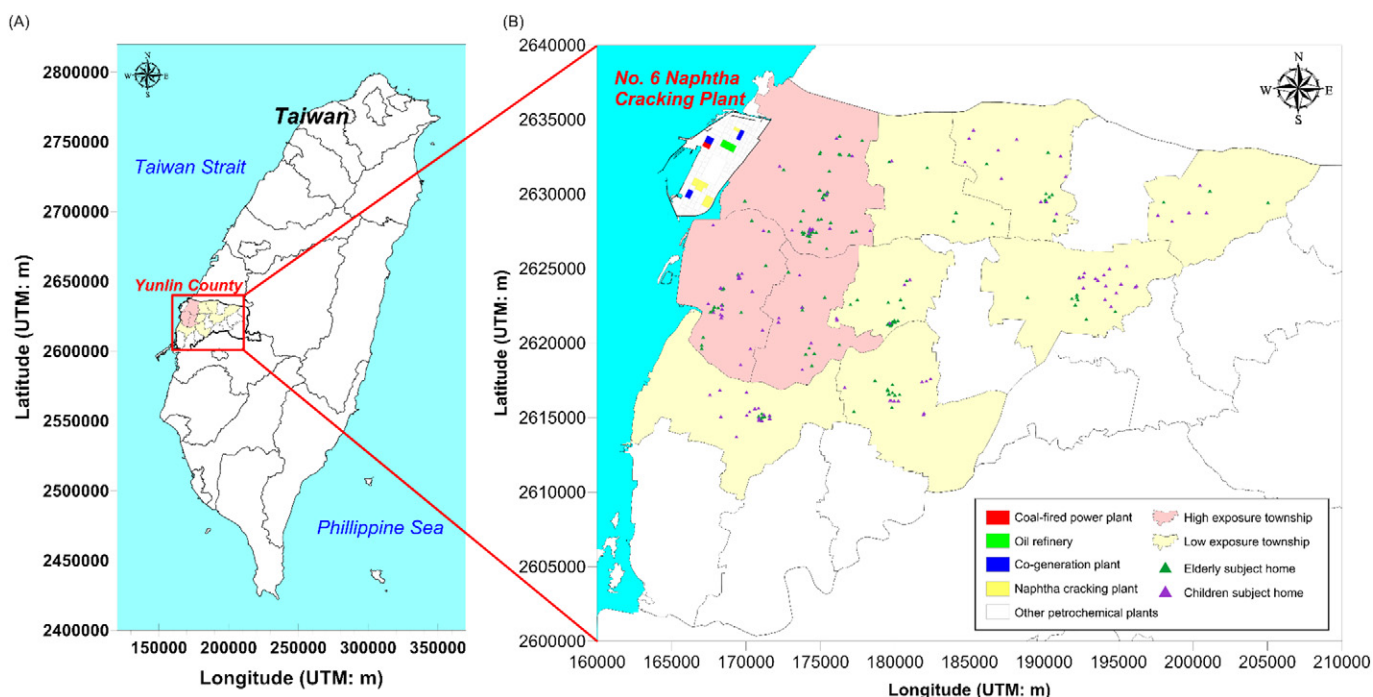 (A)
N
W
E
S
2800000
2750000
2700000
2650000
2600000
2550000
2500000
2450000
2400000
Latitude (UTM: m)
Taiwan
Taiwan Strait
Yunlin County
Phillippine Sea
150000 200000 250000 300000 350000
Longitude (UTM: m)
(B)
2640000
2635000
2630000
2625000
2620000
2615000
2610000
2605000
2600000
Latitude (UTM: m)
No. 6 Naphtha
Cracking Plant
N
W
E
S
Coal-fired power plant
Oil refinery
Co-generation plant
Naphtha cracking plant
Other petrochemical plants
High exposure township
Low exposure township
Elderly subject home
Children subject home
160000 165000 170000 175000 180000 185000 190000 195000 200000 205000 210000
Longitude (UTM: m)